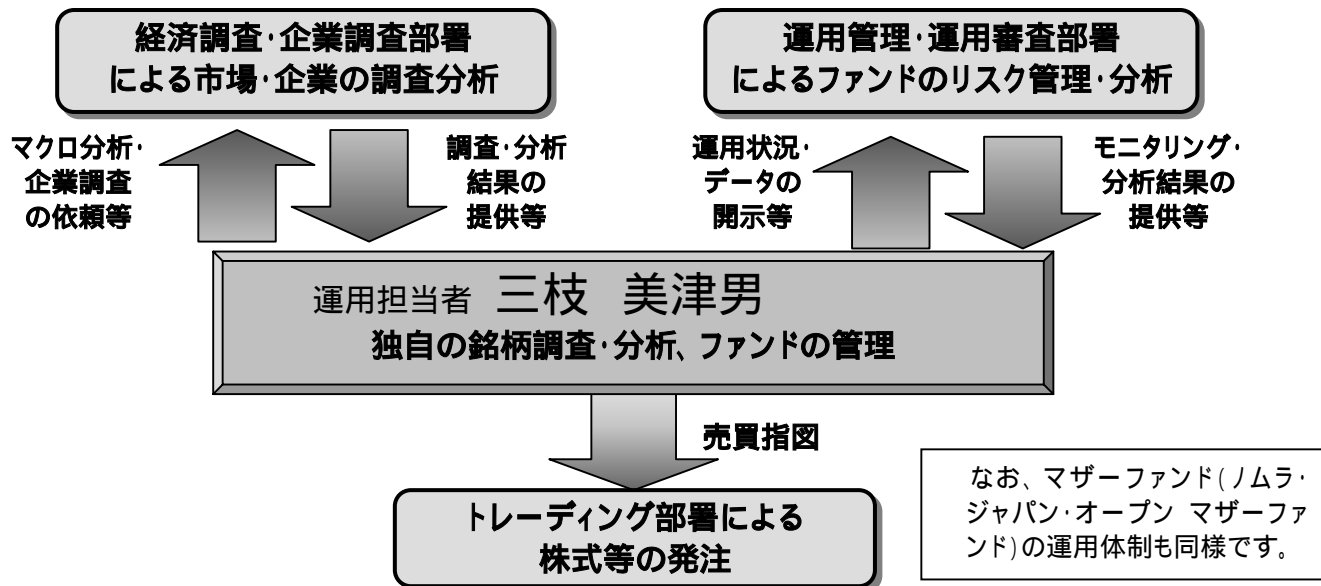 経済調査・企業調査部署
による市場・企業の調査分析
運用管理・運用審査部署
によるファンドのリスク管理・分析
マクロ分析・
企業調査
の依頼等
調査・分析
結果の
提供等
運用状況・
データの
開示等
モニタリング・
分析結果の
提供等
運用担当者 三枝 美津男
独自の銘柄調査・分析、ファンドの管理
売買指図
トレーディング部署による
株式等の発注
なお、マザーファンド(ノムラ・
ジャパン・オープン マザーファ
ンド)の運用体制も同様です。